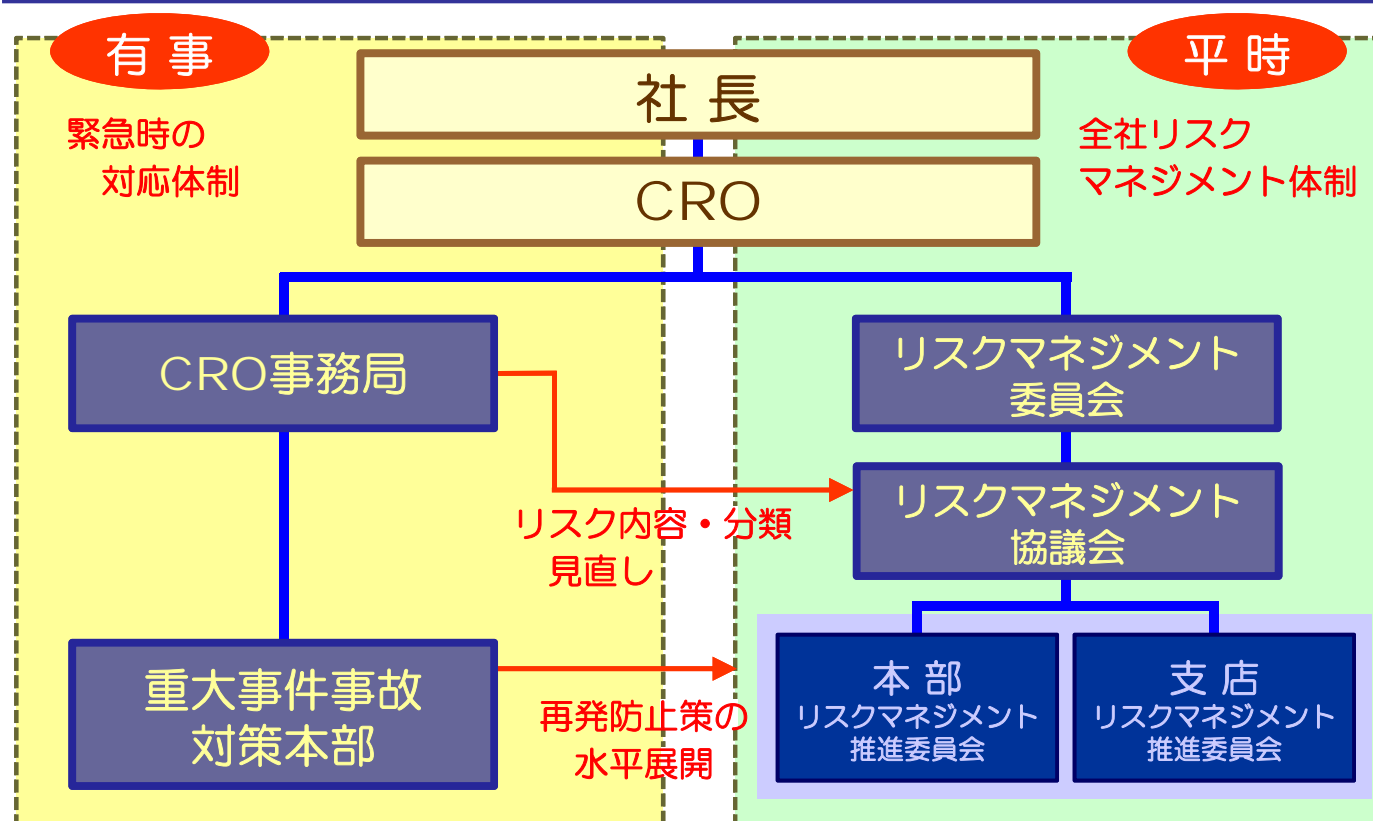 有 事
平 時
社 長
緊急時の
対応体制
全社リスク
マネジメント体制
CRO
CRO事務局
リスクマネジメント
委員会
リスクマネジメント
協議会
リスク内容・分類
見直し
重大事件事故
対策本部
再発防止策の
水平展開
本 部
リスクマネジメント
推進委員会
支 店
リスクマネジメント
推進委員会